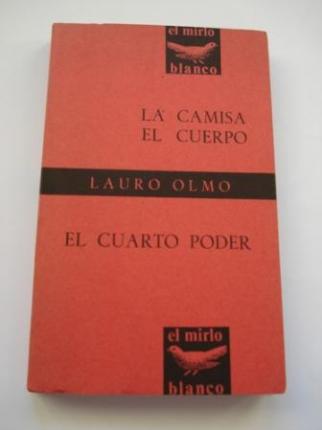 el mirlo
blanco
LA CAMISA
EL CUERPO
LAURO OLMO
EL CUARTO PODER
el mirlo
blanco